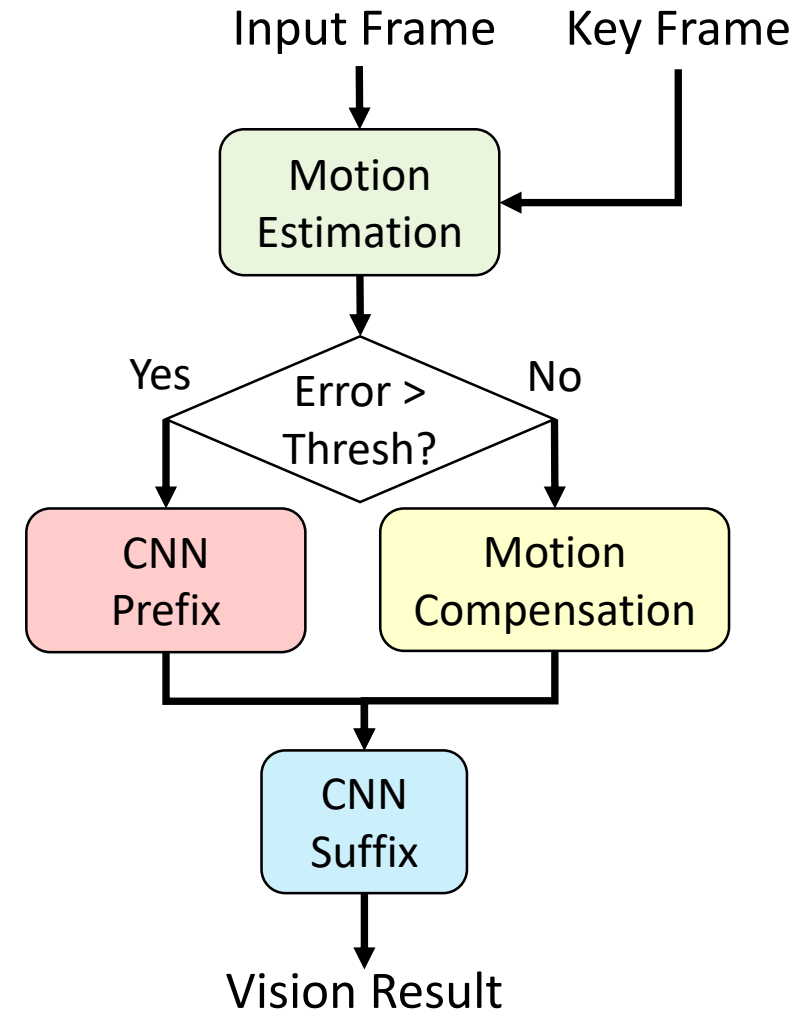 Input Frame
Key Frame
Motion
Estimation
Yes
Error >
Thresh?
No
CNN
Prefix
Motion
Compensation
CNN
Suffix
Vision Result